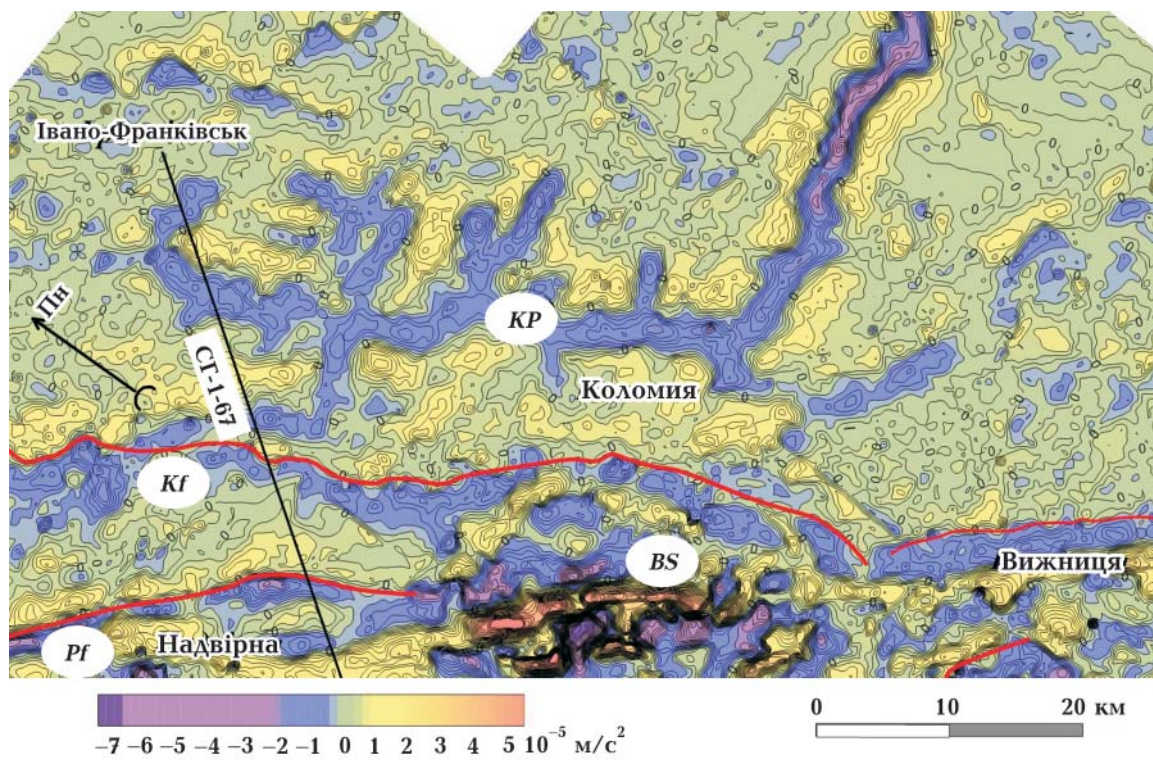 Івано-Франківськ
Пн
КР
СГ-1-67
Коломия
Kf
BS
Вижниця
Надвірна
Pf
−7 −6 −5 −4 −3 −2 −1 0 1 2 3 4 5 10⁻⁵ м/с²
0 10 20 км